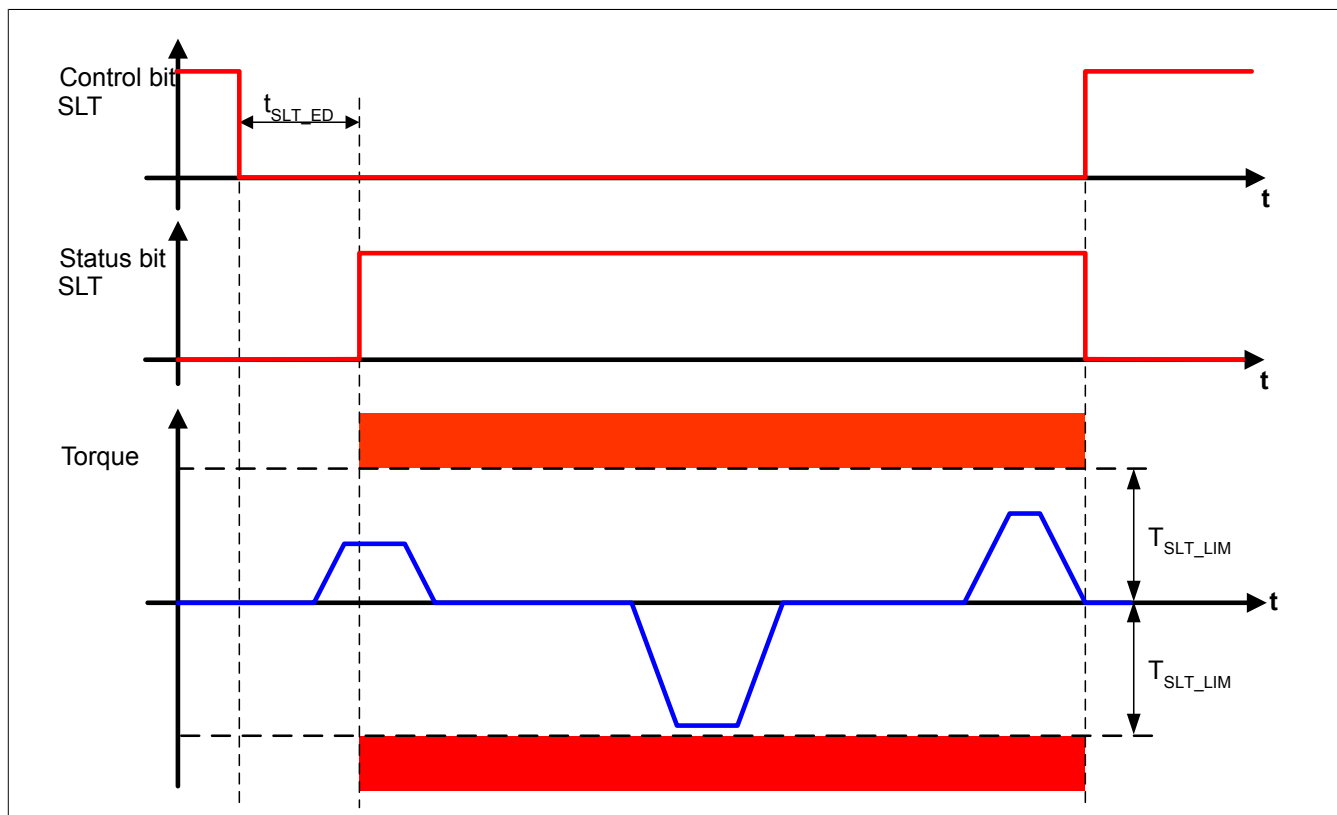 Control bit
SLT
tSLT_ED
t
Status bit
SLT
t
Torque
TSLT_LIM
t
TSLT_LIM